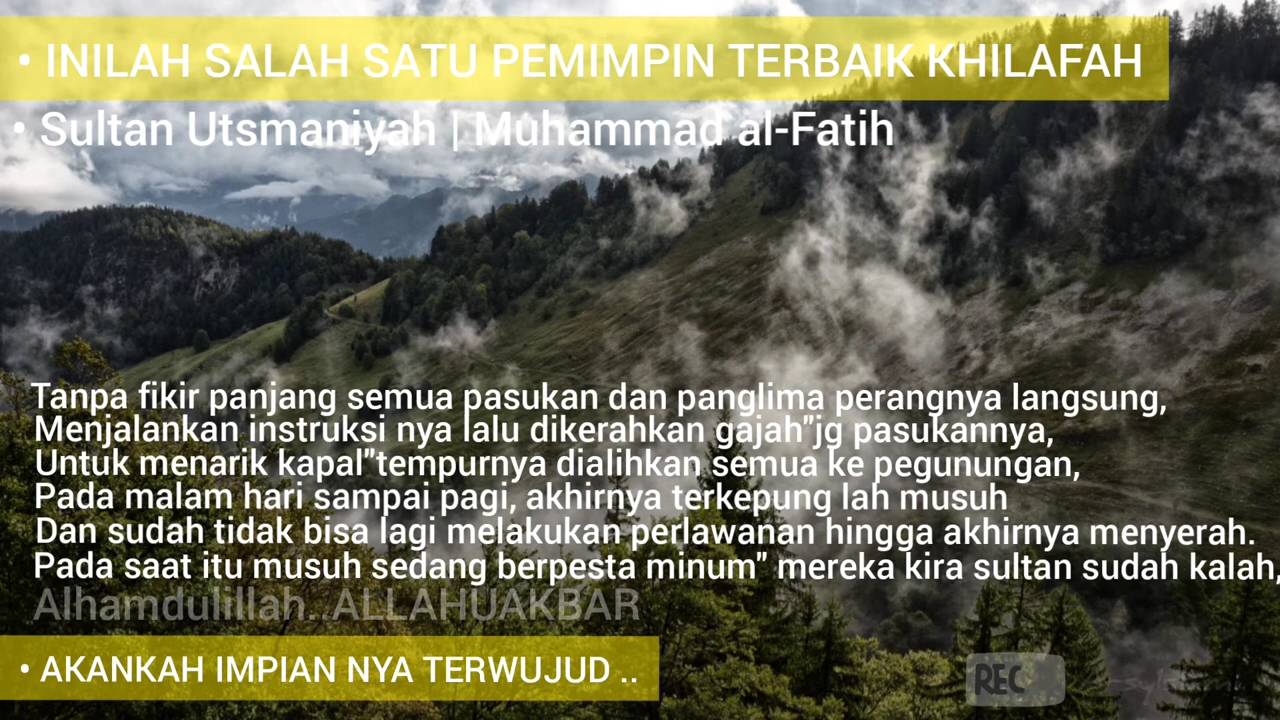 • INILAH SALAH SATU PEMIMPIN TERBAIK KHILAFAH
• Sultan Utsmaniyah | Muhammad al-Fatih
Tanpa fikir panjang semua pasukan dan panglima perangnya langsung,
Menjalankan instruksi nya lalu dikerahkan gajah"jg pasukannya,
Untuk menarik kapal"tempurnya dialihkan semua ke pegunungan,
Pada malam hari sampai pagi, akhirnya terkepung lah musuh
Dan sudah tidak bisa lagi melakukan perlawanan hingga akhirnya menyerah.
Pada saat itu musuh sedang berpesta minum" mereka kira sultan sudah kalah,
Alhamdulillah..ALLAHUAKBAR
• AKANKAH IMPIAN NYA TERWUJUD ..
REC